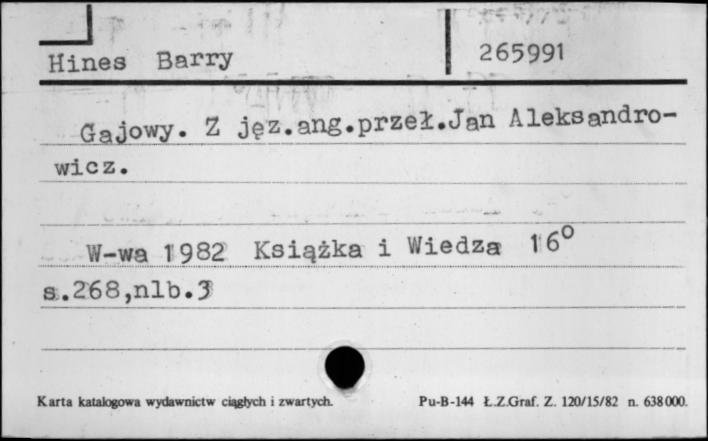 Hines Barry 265991
Gajowy. Z jęz.ang.przeł.Jan Aleksandro-
wicz.
W-wa 1982 Książka i Wiedza 16°
s.268,nlb.3
Karta katalogowa wydawnictw ciągłych i zwartych. Pu-B-144 Ł.Z.Graf. Z. 120/15/82 n. 638000.